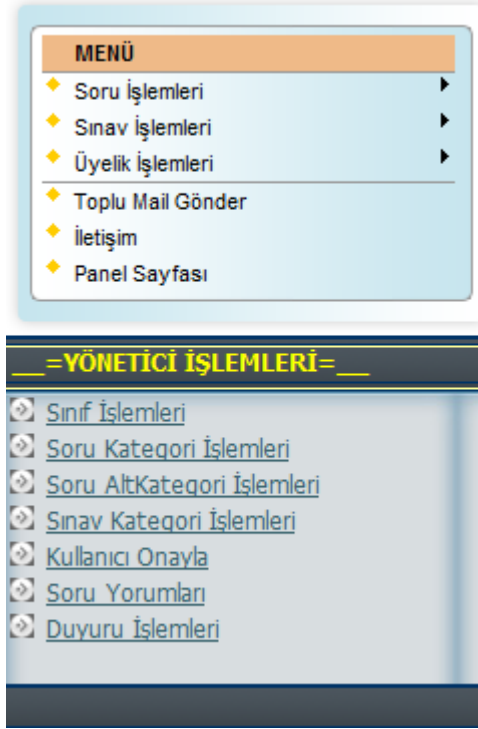 MENÜ
Soru İşlemleri
Sınav İşlemleri
Üyelik İşlemleri
Toplu Mail Gönder
İletişim
Panel Sayfası
__=YÖNETİCİ İŞLEMLERİ=__
Sınıf İşlemleri
Soru Kategori İşlemleri
Soru AltKategori İşlemleri
Sınav Kategori İşlemleri
Kullanıcı Onayla
Soru Yorumları
Duyuru İşlemleri